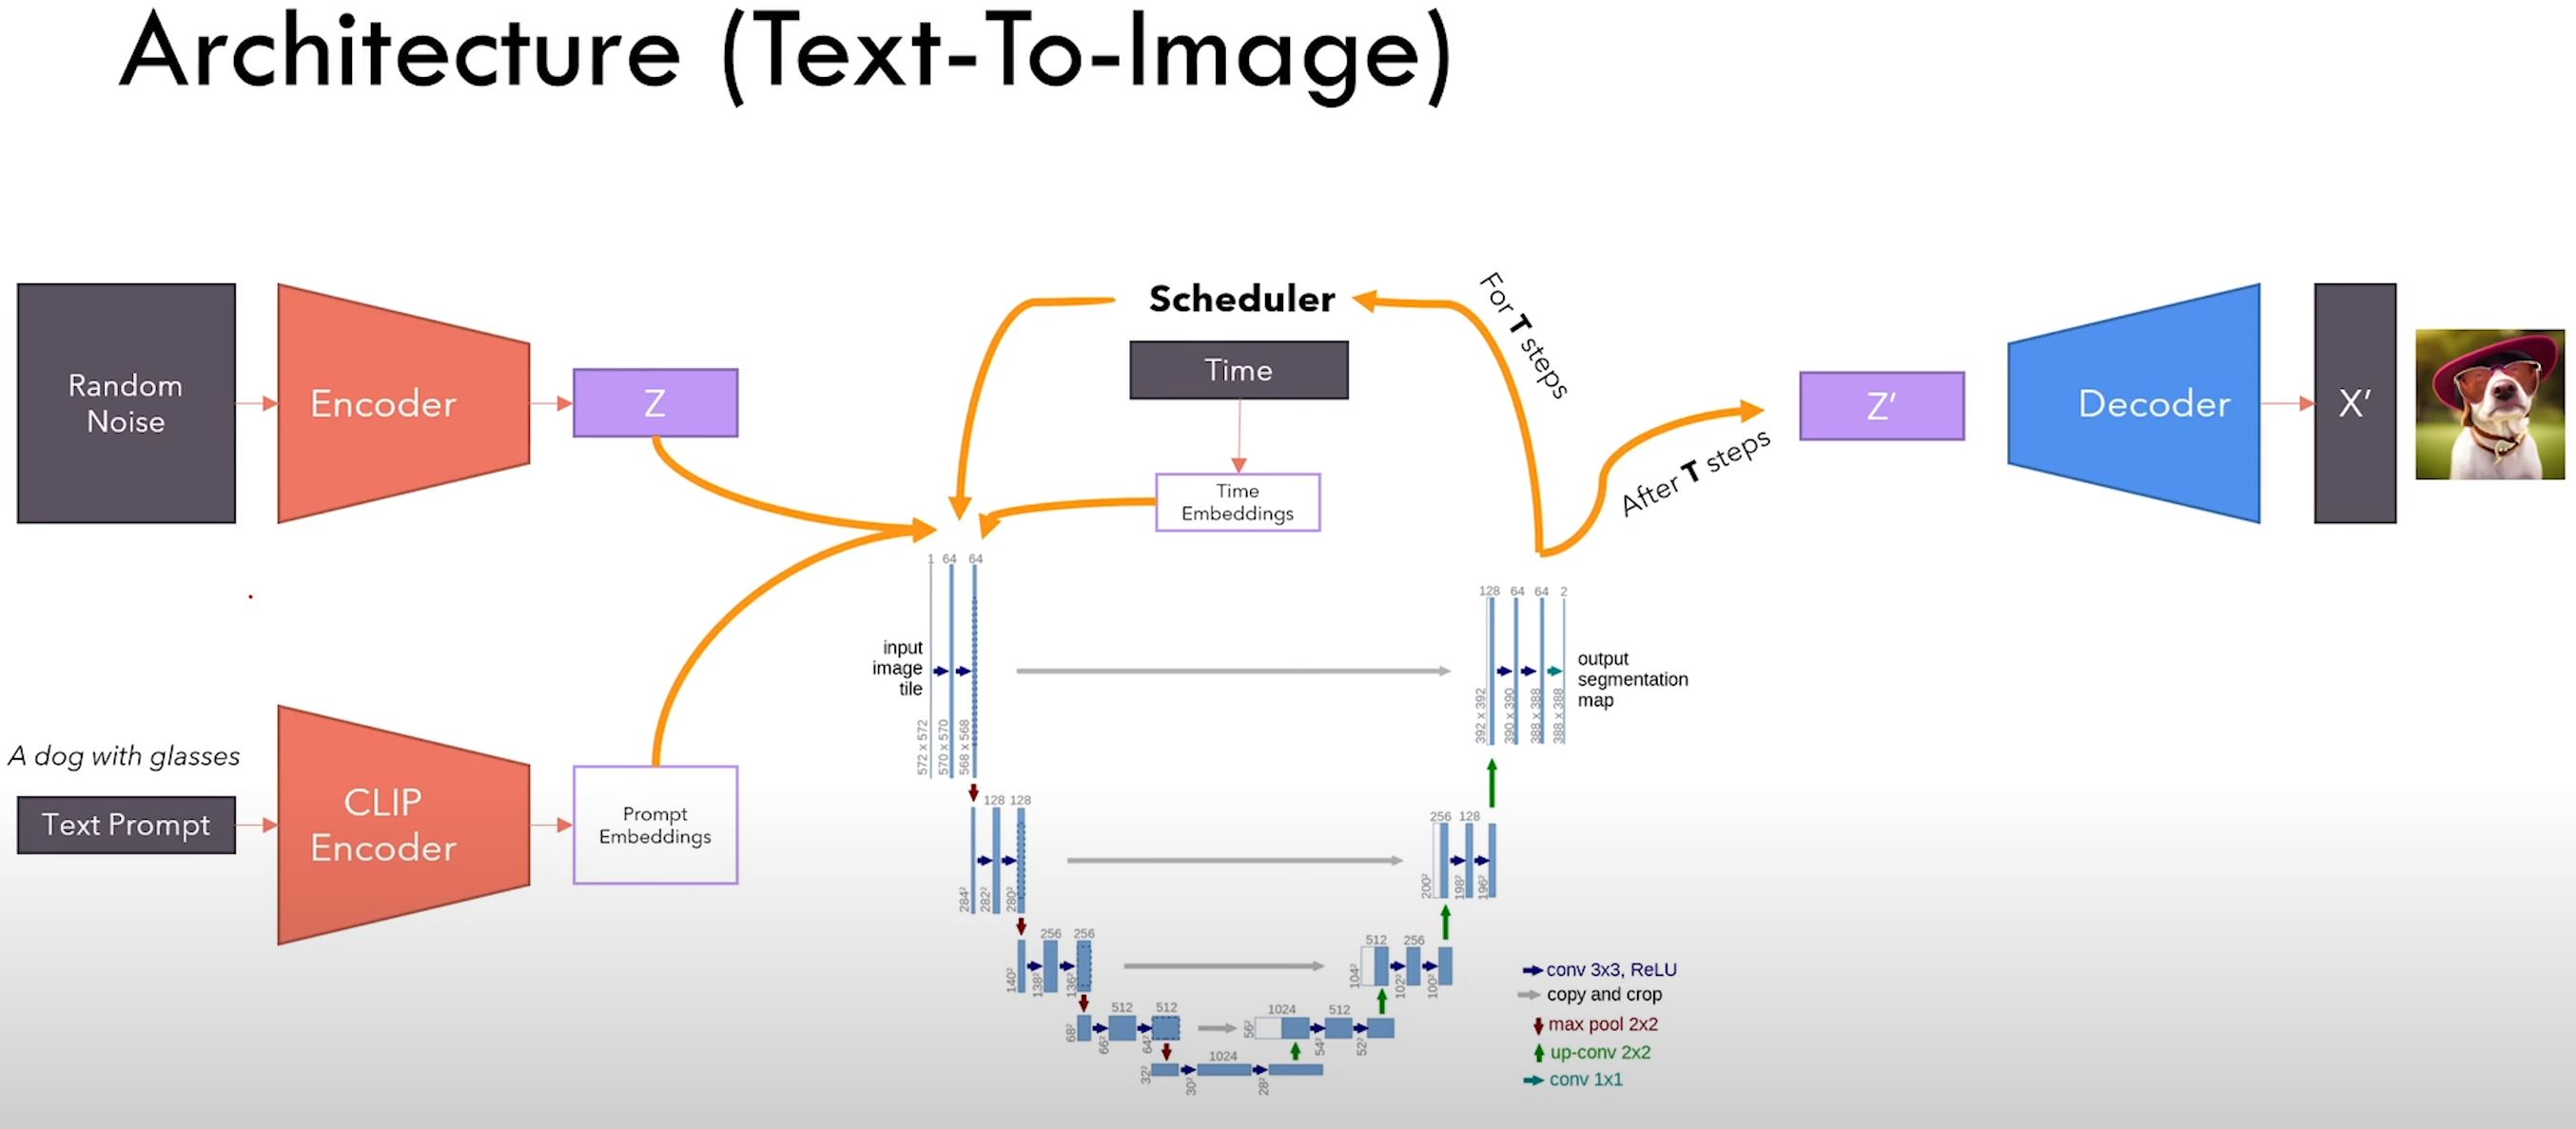 Architecture (Text-To-Image)
Random
Noise
Encoder
Z
Scheduler
Time
Time
Embeddings
For T steps
After T steps
Z'
Decoder
X'
A dog with glasses
Text Prompt
CLIP
Encoder
Prompt
Embeddings
1 64 64
input
image
tile
572 x 572
570 x 570
568 x 568
128 128
284²
282²
280²
256 256
140²
138²
136²
512 512
68²
66²
64²
1024
32²
30²
28²
1024 512
56²
54²
52²
512 256
104²
102²
100²
256 128
200²
198²
196²
128 64 64 2
392 x 392
390 x 390
388 x 388
388 x 388
output
segmentation
map
conv 3x3, ReLU
copy and crop
max pool 2x2
up-conv 2x2
conv 1x1